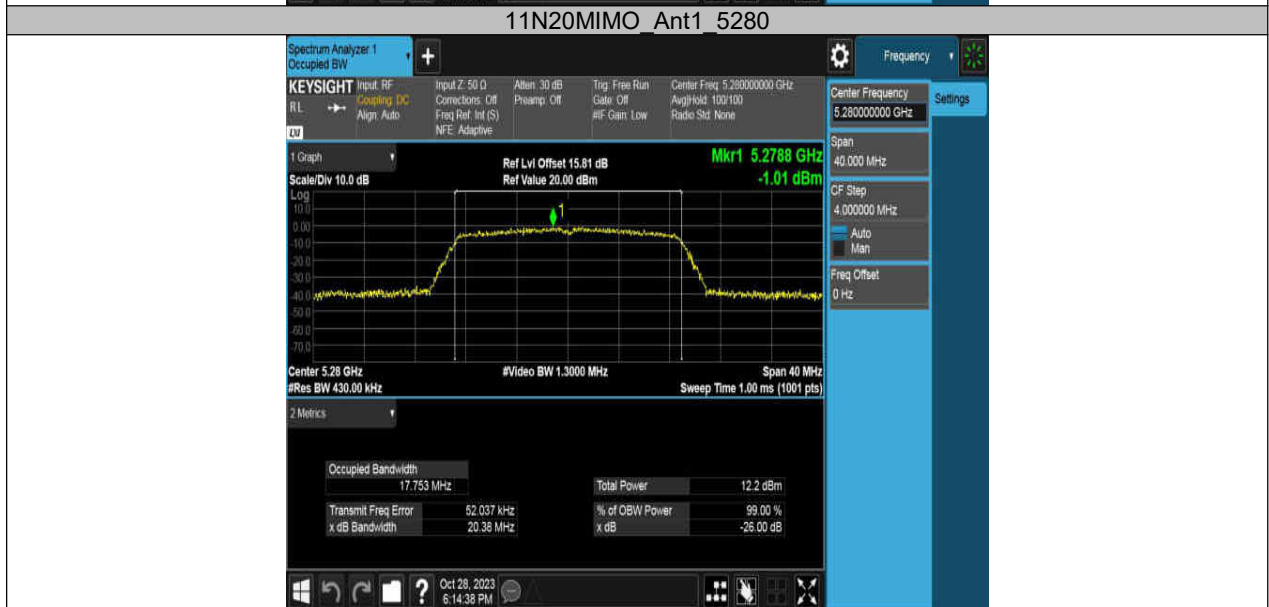 11N20MIMO_Ant1_5280
Spectrum Analyzer 1
Occupied BW
+
Frequency
KEYSIGHT
RL
LXI
Input: RF
Coupling: DC
Align: Auto
Input Z: 50 Ω
Corrections: Off
Freq Ref: Int (S)
NFE: Adaptive
Atten: 30 dB
Preamp: Off
Trig: Free Run
Gate: Off
#IF Gain: Low
Center Freq: 5.280000000 GHz
Avg|Hold: 100/100
Radio Std: None
Center Frequency
5.280000000 GHz
Settings
Span
40.000 MHz
CF Step
4.000000 MHz
Auto
Man
Freq Offset
0 Hz
1 Graph
Scale/Div 10.0 dB
Ref Lvl Offset 15.81 dB
Ref Value 20.00 dBm
Mkr1 5.2788 GHz
-1.01 dBm
Log
10.0
0.00
-10.0
-20.0
-30.0
-40.0
-50.0
-60.0
-70.0
1
Center 5.28 GHz
#Video BW 1.3000 MHz
Span 40 MHz
#Res BW 430.00 kHz
Sweep Time 1.00 ms (1001 pts)
2 Metrics
Occupied Bandwidth
17.753 MHz
Total Power 12.2 dBm
Transmit Freq Error 52.037 kHz
% of OBW Power 99.00 %
x dB Bandwidth 20.38 MHz
x dB -26.00 dB
?
Oct 28, 2023
6:14:38 PM